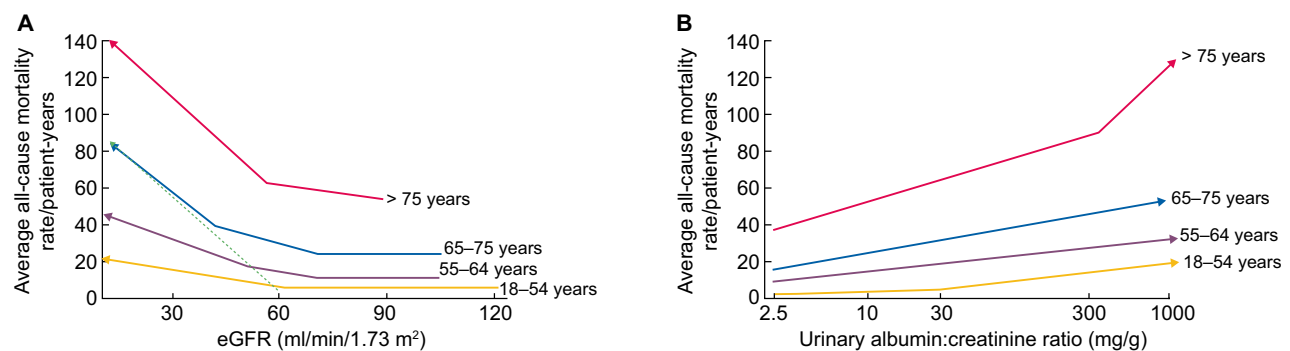 A
Average all-cause mortality
rate/patient-years
140
120
100
80
60
40
20
0
30
60
90
120
eGFR (ml/min/1.73 m²)
> 75 years
65–75 years
55–64 years
18–54 years
B
Average all-cause mortality
rate/patient-years
140
120
100
80
60
40
20
0
2.5
10
30
300
1000
Urinary albumin:creatinine ratio (mg/g)
> 75 years
65–75 years
55–64 years
18–54 years